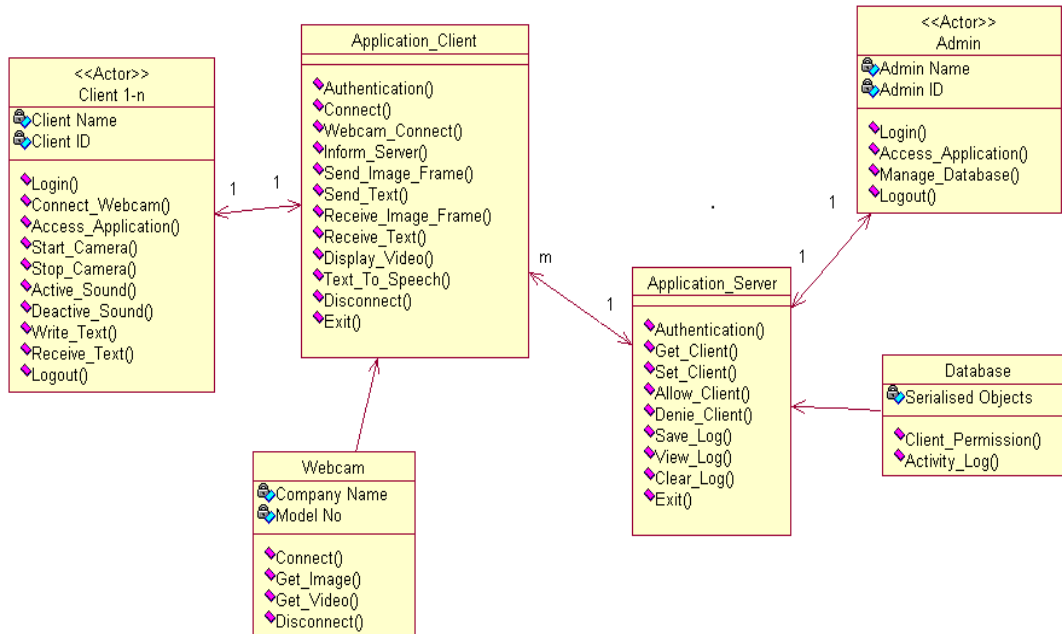 <<Actor>>
Client 1-n
Client Name
Client ID
Login()
Connect_Webcam()
Access_Application()
Start_Camera()
Stop_Camera()
Active_Sound()
Deactive_Sound()
Write_Text()
Receive_Text()
Logout()
1
1
Application_Client
Authentication()
Connect()
Webcam_Connect()
Inform_Server()
Send_Image_Frame()
Send_Text()
Receive_Image_Frame()
Receive_Text()
Display_Video()
Text_To_Speech()
Disconnect()
Exit()
m
1
Webcam
Company Name
Model No
Connect()
Get_Image()
Get_Video()
Disconnect()
Application_Server
Authentication()
Get_Client()
Set_Client()
Allow_Client()
Denie_Client()
Save_Log()
View_Log()
Clear_Log()
Exit()
1
1
<<Actor>>
Admin
Admin Name
Admin ID
Login()
Access_Application()
Manage_Database()
Logout()
Database
Serialised Objects
Client_Permission()
Activity_Log()